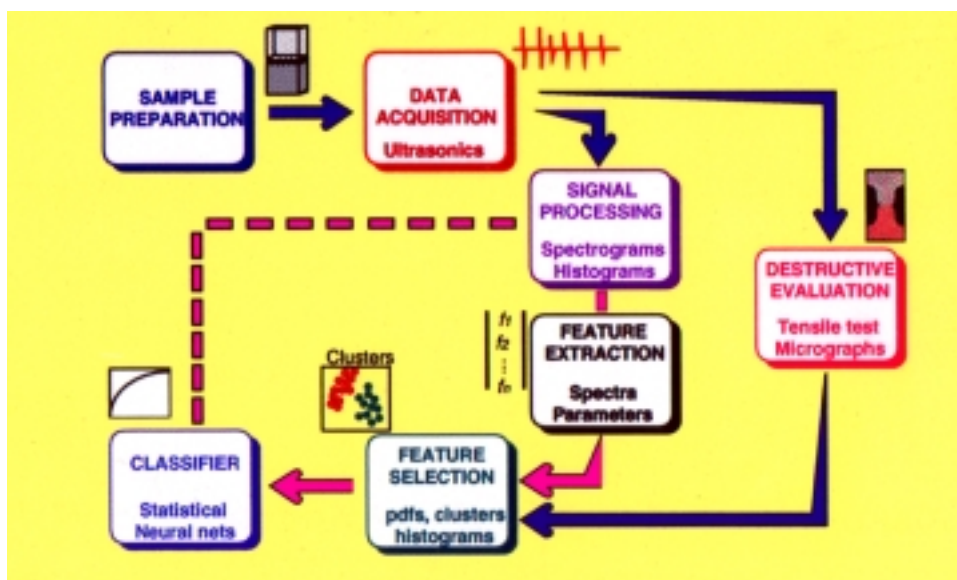 SAMPLE
PREPARATION
DATA
ACQUISITION
Ultrasonics
SIGNAL
PROCESSING
Spectrograms
Histograms
DESTRUCTIVE
EVALUATION
Tensile test
Micrographs
f1
f2
⋮
fn
FEATURE
EXTRACTION
Spectra
Parameters
Clusters
FEATURE
SELECTION
pdfs, clusters
histograms
CLASSIFIER
Statistical
Neural nets